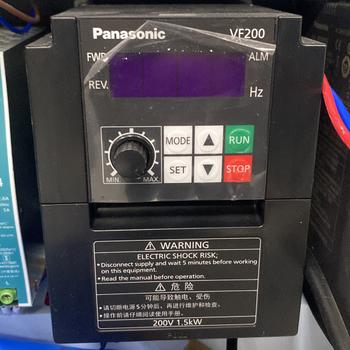 Panasonic VF200
FWD. ALM
REV. Hz
MODE ▲ RUN
SET ▼ STOP
MIN. MAX.
⚠ WARNING
ELECTRIC SHOCK RISK;
● Disconnect supply and wait 5 minutes before working
on this equipment.
● Read the manual before operation.
⚠ 危 险
可能导致触电、受伤
● 请切断电源5分钟后，再进行维护检查。
● 操作前请仔细阅读使用手册.
200V 1.5kW